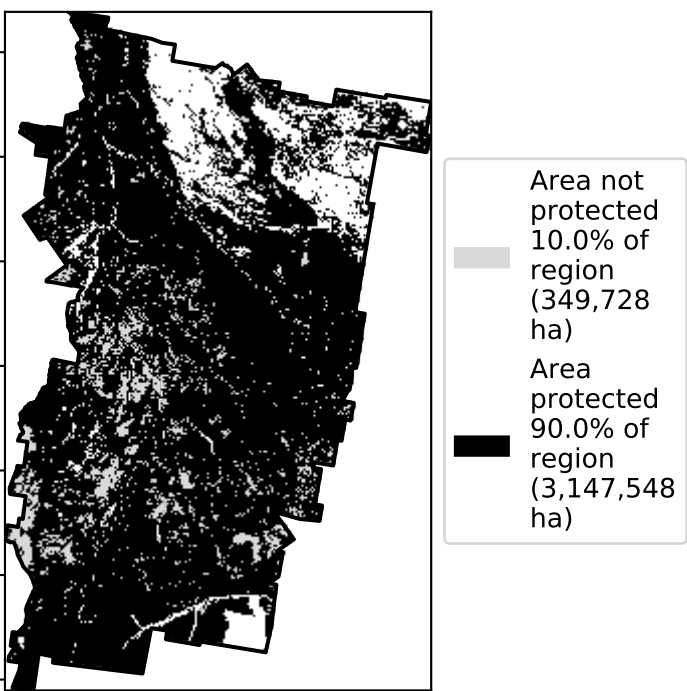 Area not
protected
10.0% of
region
(349,728
ha)
Area
protected
90.0% of
region
(3,147,548
ha)